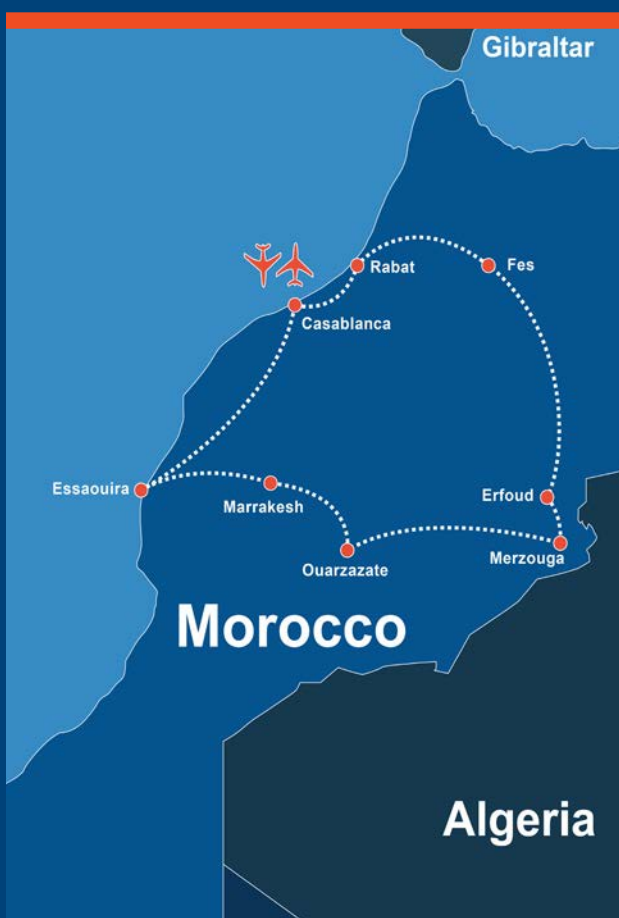 Gibraltar
Rabat
Fes
Casablanca
Essaouira
Marrakesh
Erfoud
Ouarzazate
Merzouga
Morocco
Algeria